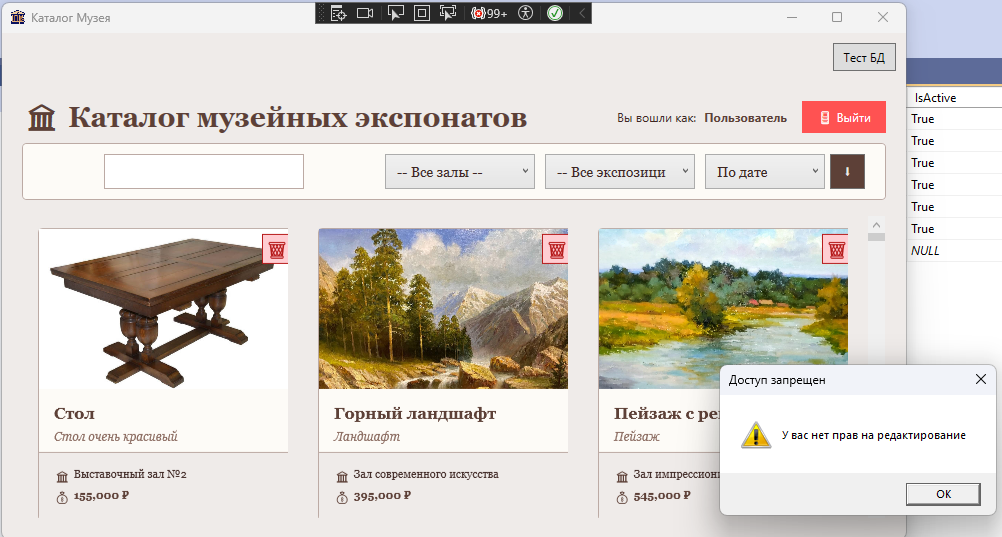 Каталог Музея
99+
Тест БД
IsActive
Каталог музейных экспонатов
Вы вошли как: Пользователь
Выйти
True
True
True
True
True
True
NULL
-- Все залы --
-- Все экспозици
По дате
Стол
Стол очень красивый
Выставочный зал №2
155,000 ₽
Горный ландшафт
Ландшафт
Зал современного искусства
395,000 ₽
Пейзаж с ре
Пейзаж
Зал импрессиони
545,000 ₽
Доступ запрещен
У вас нет прав на редактирование
OK